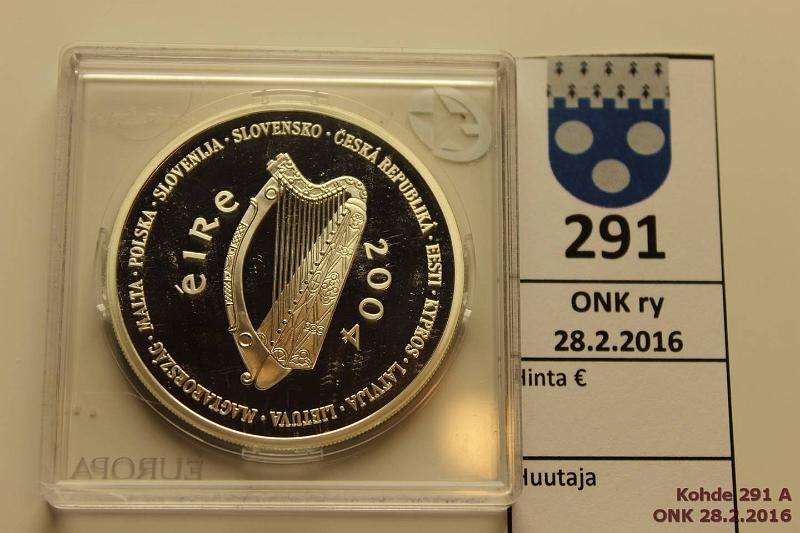 MALTA · POLSKA · SLOVENIJA · SLOVENSKO · ČESKÁ REPUBLIKA · EESTI · KYPROS · LATVIJA · LIETUVA · MAGYARORSZÁG ·
éIRe
2004
EUROPA
291
ONK ry
28.2.2016
Hinta €
Huutaja
Kohde 291 A
ONK 28.2.2016